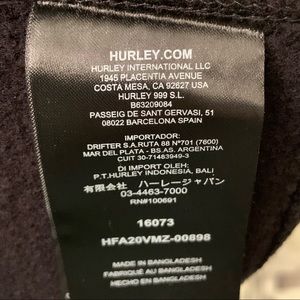 HURLEY.COM
HURLEY INTERNATIONAL LLC
1945 PLACENTIA AVENUE
COSTA MESA, CA 92627 USA
HURLEY 999 S.L.
B63209084
PASSEIG DE SANT GERVASI, 51
08022 BARCELONA SPAIN
IMPORTADOR:
DRIFTER S.A.RUTA 88 Nº701 (7600)
MAR DEL PLATA - BS.AS. ARGENTINA
CUIT 30-71483949-3
DI IMPORT OLEH:
P.T.HURLEY INDONESIA, BALI
有限会社 ハーレージャパン
03-4463-7000
RN#100691
16073
HFA20VMZ-00898
MADE IN BANGLADESH
FABRIQUÉ AU BANGLADESH
HECHO EN BANGLADESH